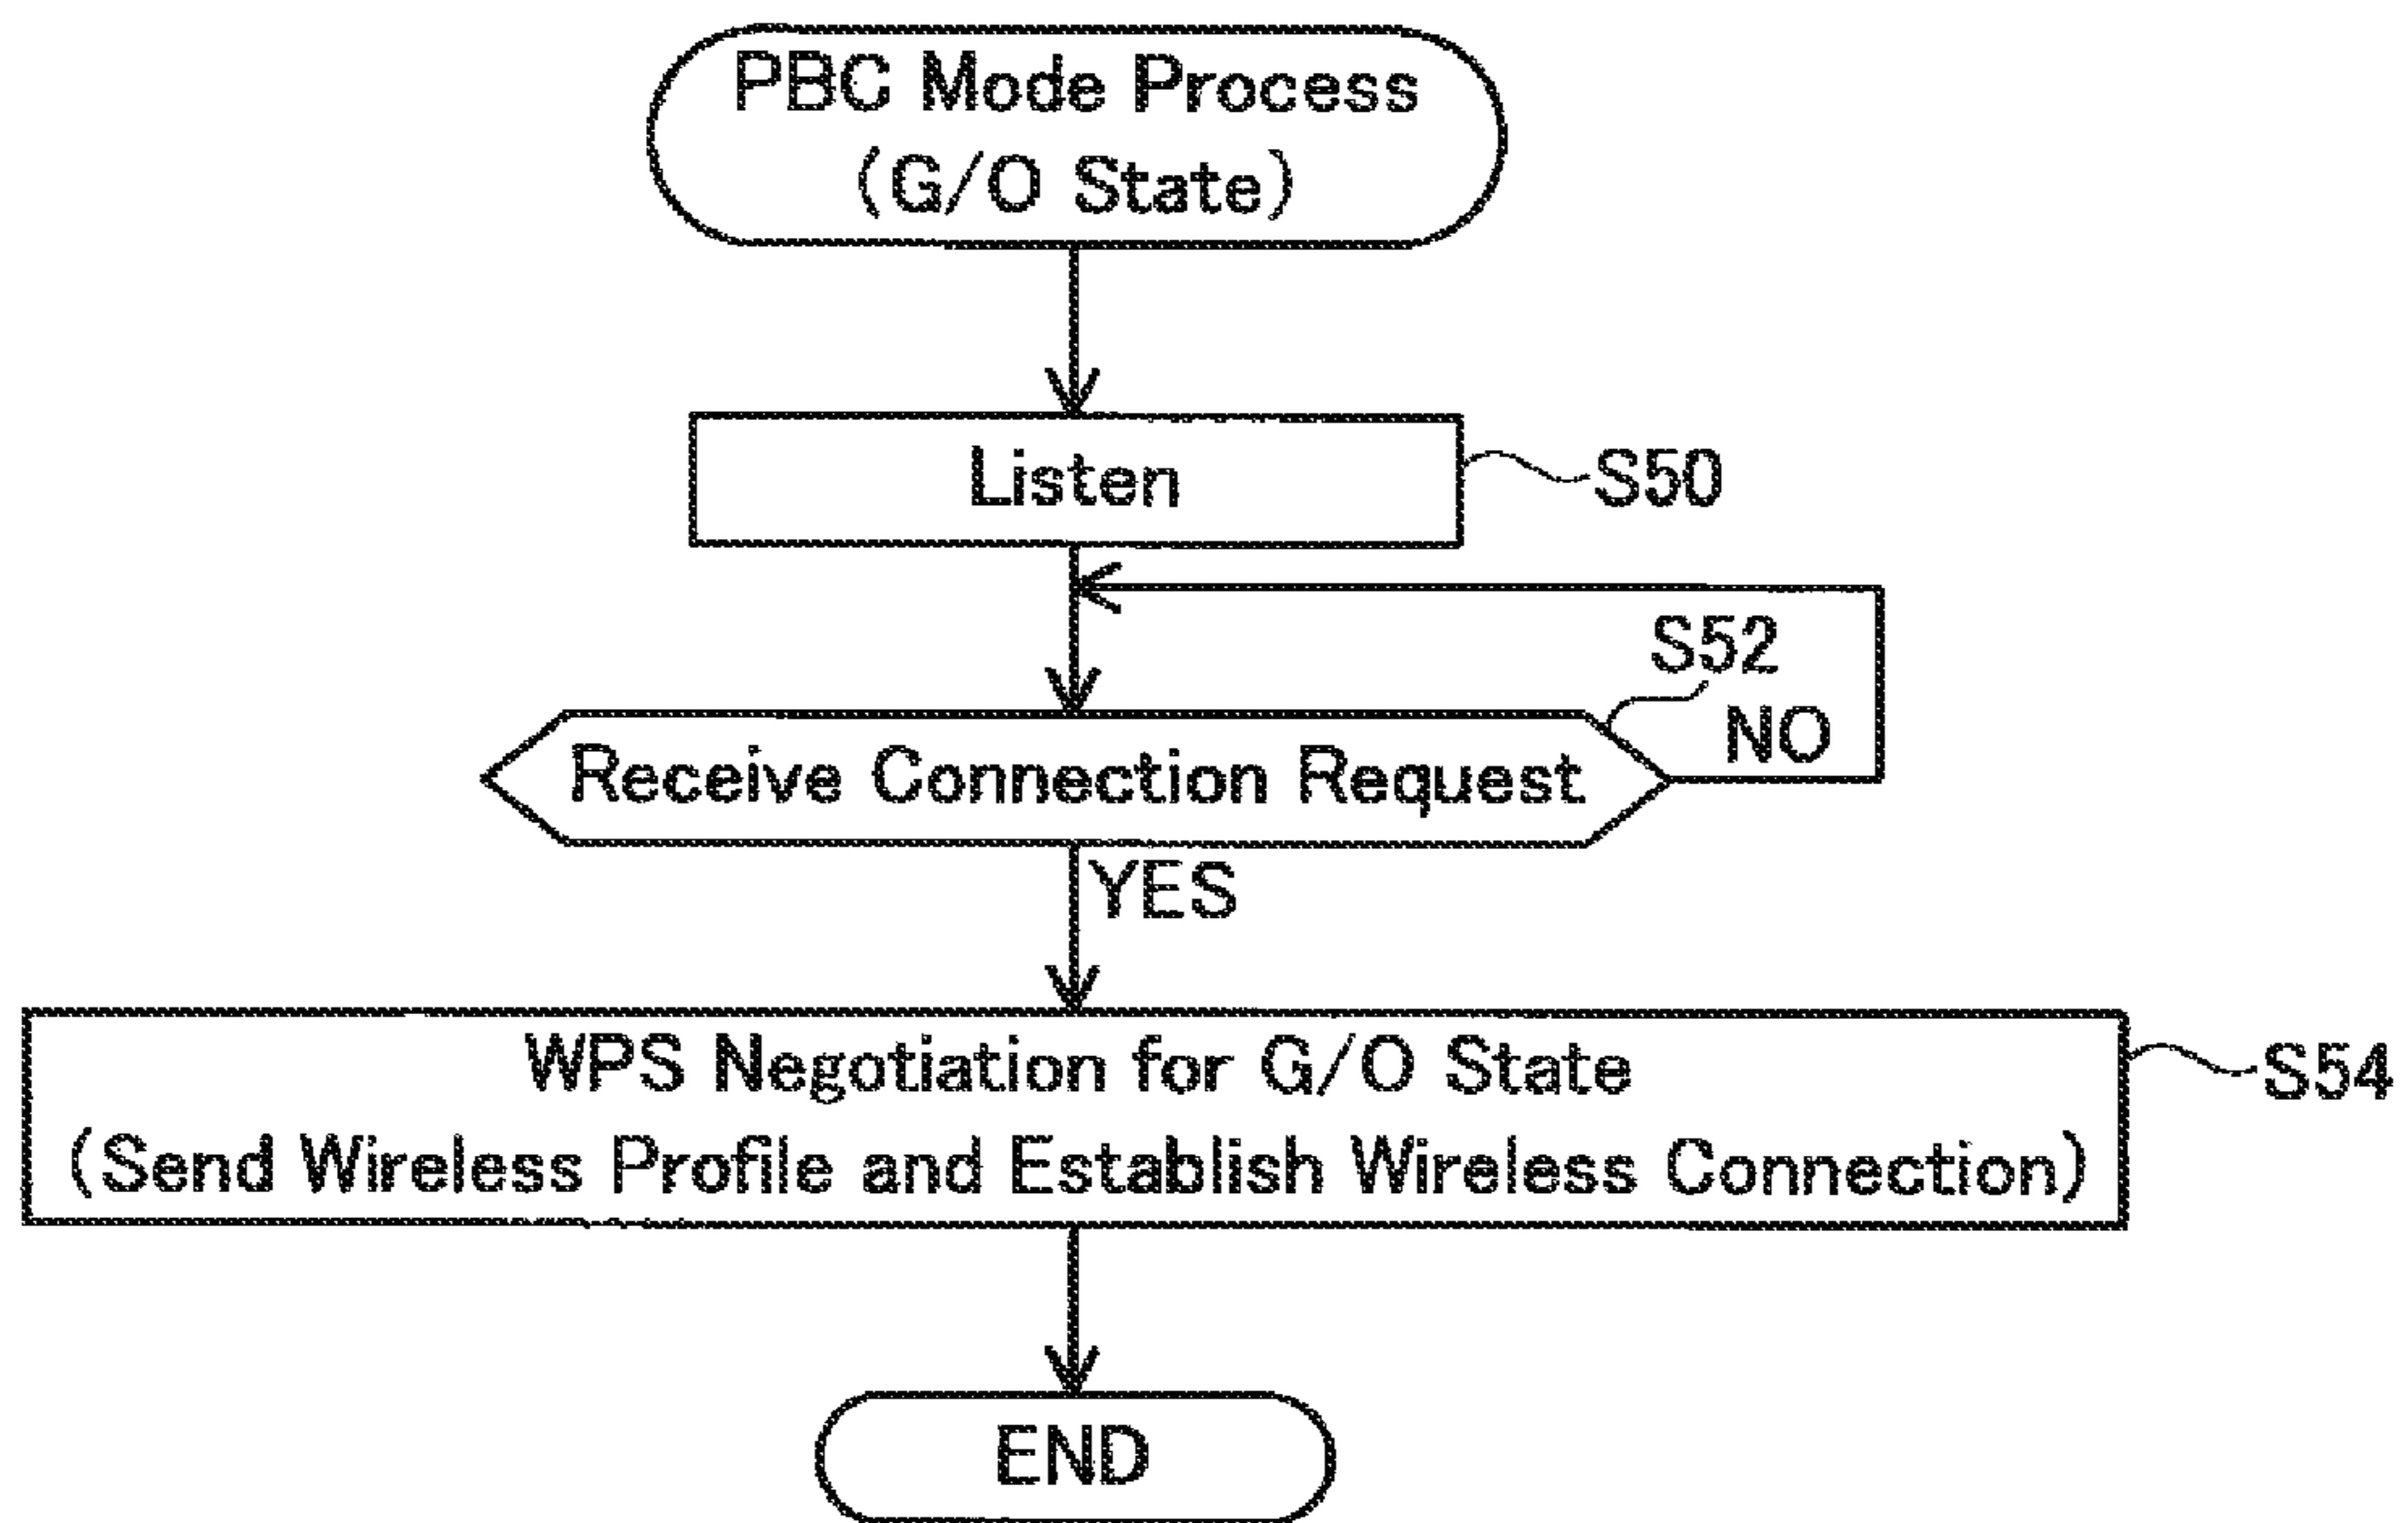 PBC Mode Process
(G/O State)
Listen
S50
S52
NO
Receive Connection Request
YES
WPS Negotiation for G/O State
S54
(Send Wireless Profile and Establish Wireless Connection)
END